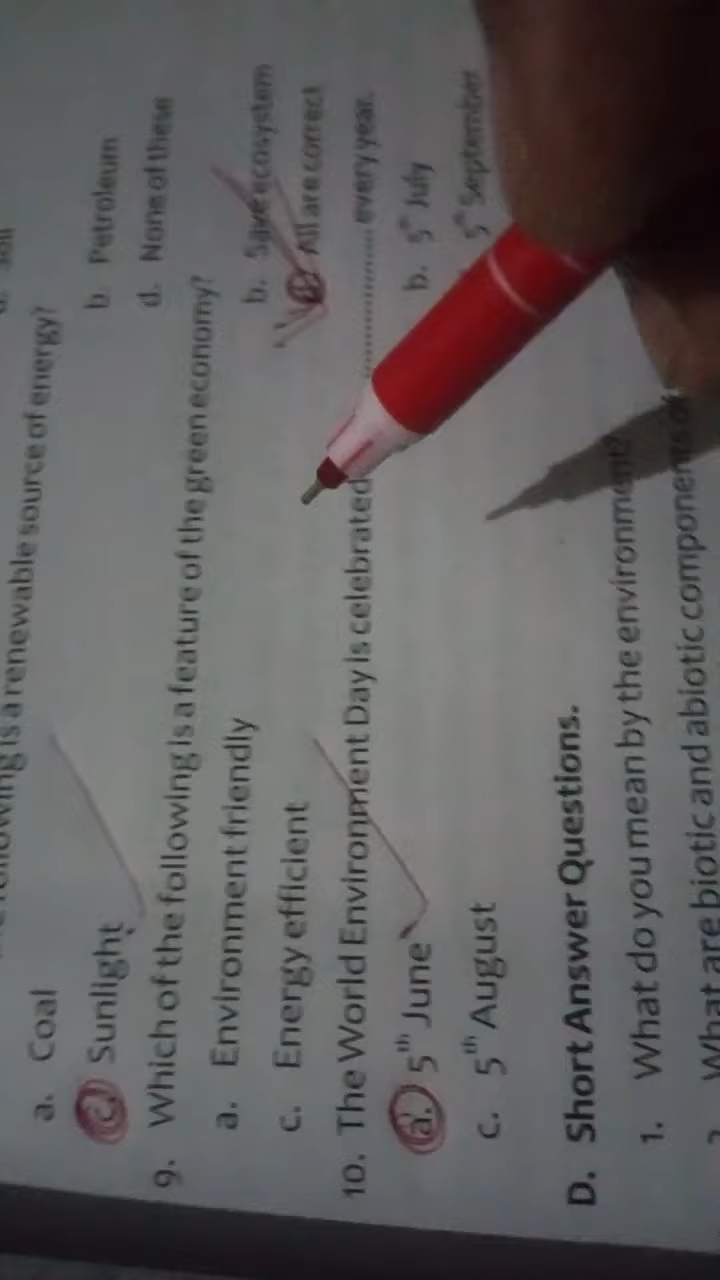 is a renewable source of energy?
a. Coal
b. Petroleum
c. Sunlight
d. None of these
9. Which of the following is a feature of the green economy?
a. Environment friendly
b. Save ecosystem
c. Energy efficient
d. All are correct
10. The World Environment Day is celebrated ............ every year.
a. 5th June
b. 5th July
c. 5th August
5th September
D. Short Answer Questions.
1. What do you mean by the environment?
What are biotic and abiotic components of